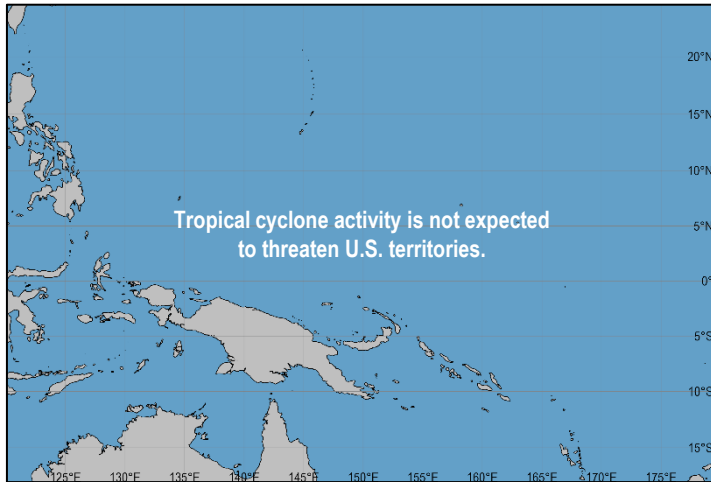 20°N
15°N
10°N
Tropical cyclone activity is not expected
5°N
to threaten U.S. territories.
0°
5°S
10°S
15°S
125°E 130°E 135°E 140°E 145°E 150°E 155°E 160°E 165°E 170°E 175°E